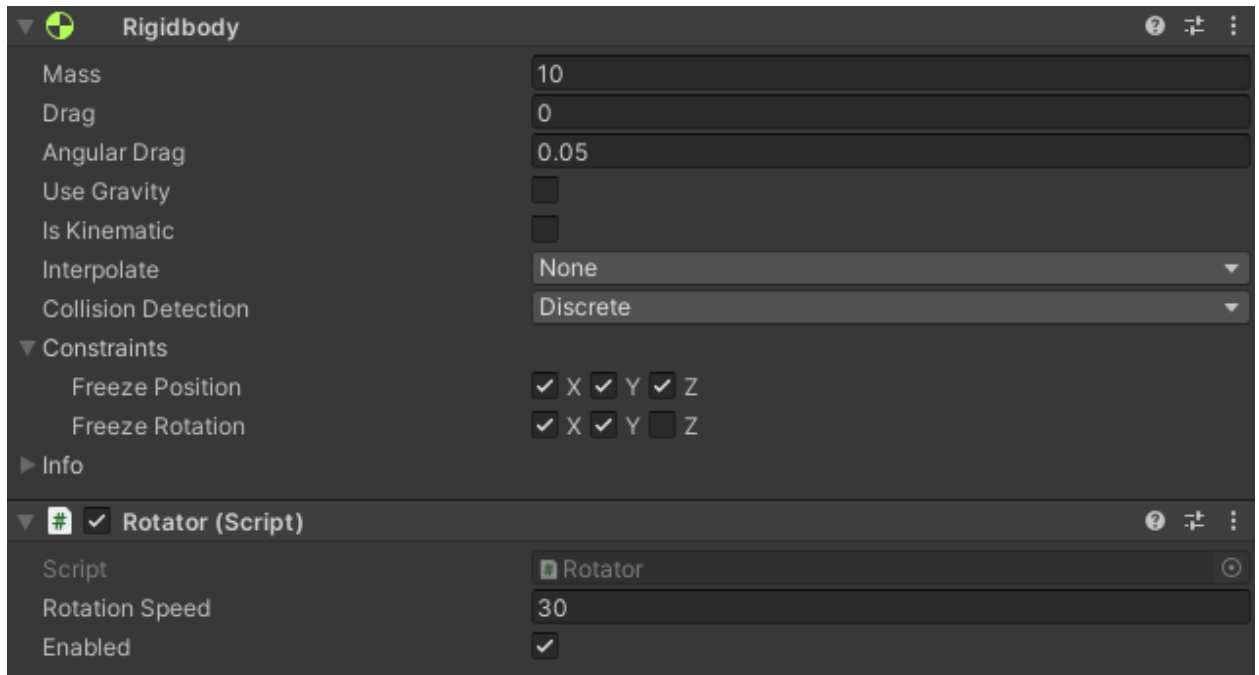 Rigidbody
Mass 10
Drag 0
Angular Drag 0.05
Use Gravity
Is Kinematic
Interpolate None
Collision Detection Discrete
Constraints
Freeze Position X Y Z
Freeze Rotation X Y Z
Info
# Rotator (Script)
Script # Rotator
Rotation Speed 30
Enabled